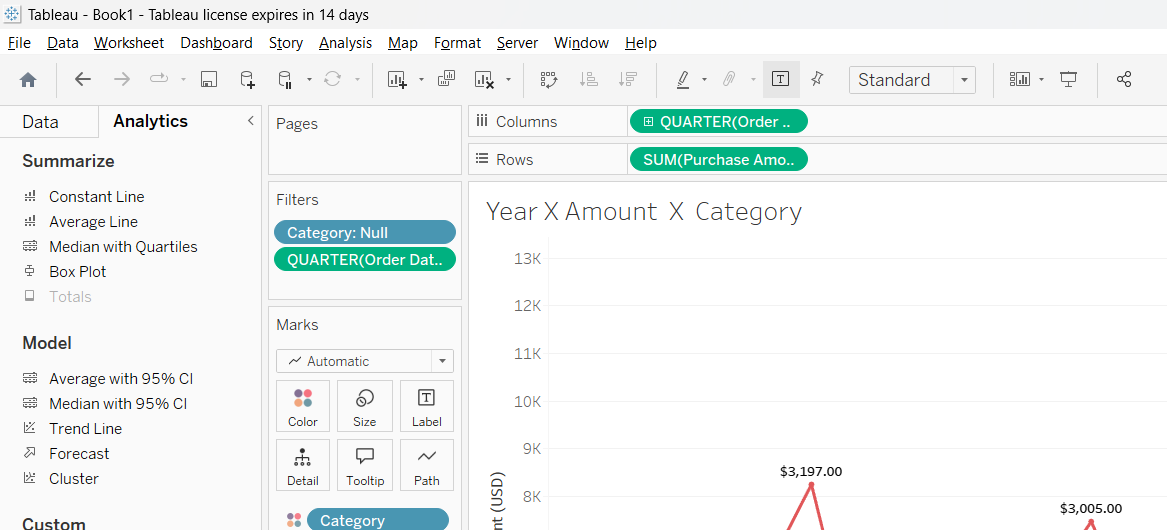 Tableau - Book1 - Tableau license expires in 14 days
File Data Worksheet Dashboard Story Analysis Map Format Server Window Help
Standard
Data Analytics
Summarize
Constant Line
Average Line
Median with Quartiles
Box Plot
Totals
Model
Average with 95% CI
Median with 95% CI
Trend Line
Forecast
Cluster
Custom
Pages
Filters
Category: Null
QUARTER(Order Dat..
Marks
Automatic
Color Size Label
Detail Tooltip Path
Category
Columns QUARTER(Order ..
Rows SUM(Purchase Amo..
Year X Amount X Category
13K
12K
11K
10K
9K
8K
nt (USD)
$3,197.00
$3,005.00